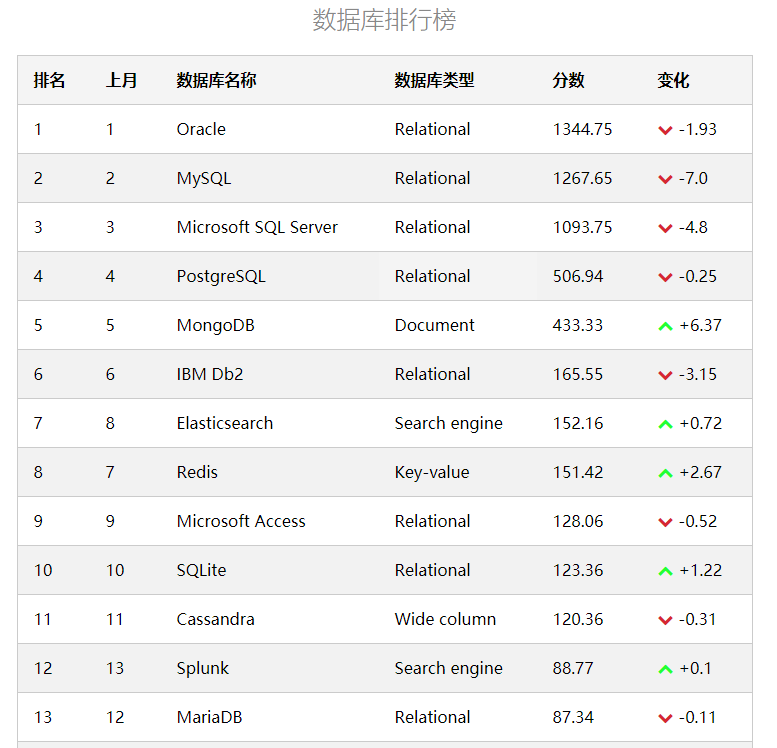 数据库排行榜
排名 上月 数据库名称 数据库类型 分数 变化
1 1 Oracle Relational 1344.75 -1.93
2 2 MySQL Relational 1267.65 -7.0
3 3 Microsoft SQL Server Relational 1093.75 -4.8
4 4 PostgreSQL Relational 506.94 -0.25
5 5 MongoDB Document 433.33 +6.37
6 6 IBM Db2 Relational 165.55 -3.15
7 8 Elasticsearch Search engine 152.16 +0.72
8 7 Redis Key-value 151.42 +2.67
9 9 Microsoft Access Relational 128.06 -0.52
10 10 SQLite Relational 123.36 +1.22
11 11 Cassandra Wide column 120.36 -0.31
12 13 Splunk Search engine 88.77 +0.1
13 12 MariaDB Relational 87.34 -0.11